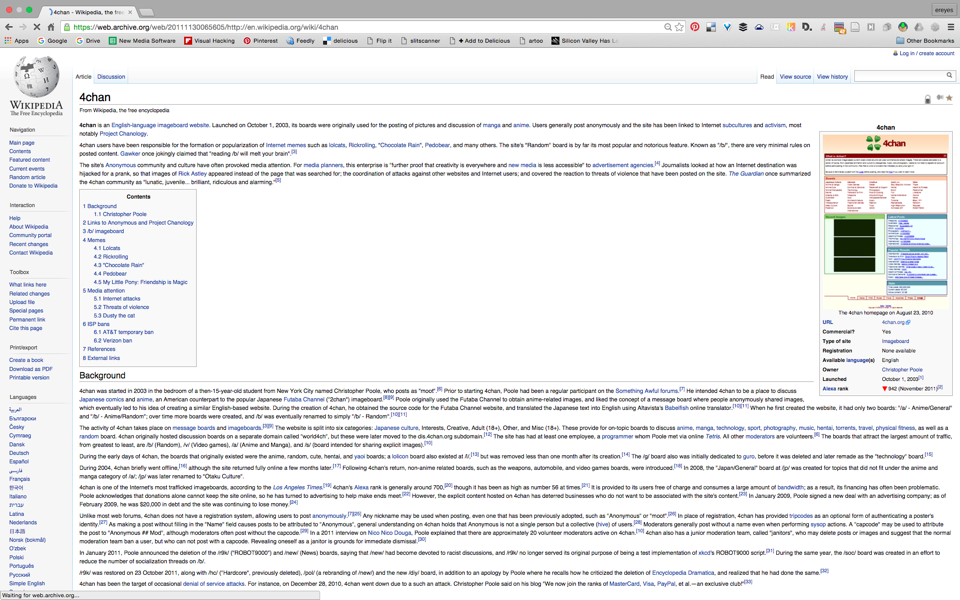 4chan - Wikipedia, the free
ereyes
https://web.archive.org/web/20111130065605/http://en.wikipedia.org/wiki/4chan
Apps Google Drive New Media Software Visual Hacking Pinterest Feedly delicious Flip it slitscanner + Add to Delicious artoo Silicon Valley Has L Other Bookmarks
Log in / create account
Article Discussion Read View source View history
WIKIPEDIA
The Free Encyclopedia
Navigation
Main page
Contents
Featured content
Current events
Random article
Donate to Wikipedia
Interaction
Help
About Wikipedia
Community portal
Recent changes
Contact Wikipedia
Toolbox
What links here
Related changes
Upload file
Special pages
Permanent link
Cite this page
Print/export
Create a book
Download as PDF
Printable version
Languages
العربية
Български
Česky
Cymraeg
Dansk
Deutsch
Español
فارسی
Français
한국어
Italiano
עברית
Latina
Nederlands
日本語
Norsk (bokmål)
O'zbek
Polski
Português
Русский
Simple English
4chan
From Wikipedia, the free encyclopedia
4chan is an English-language imageboard website. Launched on October 1, 2003, its boards were originally used for the posting of pictures and discussion of manga and anime. Users generally post anonymously and the site has been linked to Internet subcultures and activism, most
notably Project Chanology.
4chan users have been responsible for the formation or popularization of Internet memes such as lolcats, Rickrolling, "Chocolate Rain", Pedobear, and many others. The site's "Random" board is by far its most popular and notorious feature. Known as "/b/", there are very minimal rules on
posted content. Gawker once jokingly claimed that "reading /b/ will melt your brain".[3]
The site's Anonymous community and culture have often provoked media attention. For media planners, this enterprise is "further proof that creativity is everywhere and new media is less accessible" to advertisement agencies.[4] Journalists looked at how an Internet destination was
hijacked for a prank, so that images of Rick Astley appeared instead of the page that was searched for; the coordination of attacks against other websites and Internet users; and covered the reaction to threats of violence that have been posted on the site. The Guardian once summarized
the 4chan community as "lunatic, juvenile... brilliant, ridiculous and alarming."[5]
Contents
1 Background
1.1 Christopher Poole
2 Links to Anonymous and Project Chanology
3 /b/ imageboard
4 Memes
4.1 Lolcats
4.2 Rickrolling
4.3 "Chocolate Rain"
4.4 Pedobear
4.5 My Little Pony: Friendship is Magic
5 Media attention
5.1 Internet attacks
5.2 Threats of violence
5.3 Dusty the cat
6 ISP bans
6.1 AT&T temporary ban
6.2 Verizon ban
7 References
8 External links
4chan
The 4chan homepage on August 23, 2010
URL 4chan.org
Commercial? Yes
Type of site Imageboard
Registration None available
Available language(s) English
Owner Christopher Poole
Launched October 1, 2003[1]
Alexa rank 942 (November 2011)[2]
Background
4chan was started in 2003 in the bedroom of a then-15-year-old student from New York City named Christopher Poole, who posts as "moot".[6] Prior to starting 4chan, Poole had been a regular participant on the Something Awful forums.[7] He intended 4chan to be a place to discuss
Japanese comics and anime, an American counterpart to the popular Japanese Futaba Channel ("2chan") imageboard.[8][9] Poole originally used the Futaba Channel to obtain anime-related images, and liked the concept of a message board where people anonymously shared images,
which eventually led to his idea of creating a similar English-based website. During the creation of 4chan, he obtained the source code for the Futaba Channel website, and translated the Japanese text into English using Altavista's Babelfish online translator.[10][11] When he first created the website, it had only two boards: "/a/ - Anime/General"
and "/b/ - Anime/Random"; over time more boards were created, and /b/ was eventually renamed to simply "/b/ - Random".[10][11]
The activity of 4chan takes place on message boards and imageboards.[8][9] The website is split into six categories: Japanese culture, Interests, Creative, Adult (18+), Other, and Misc (18+). These provide for on-topic boards to discuss anime, manga, technology, sport, photography, music, hentai, torrents, travel, physical fitness, as well as a
random board. 4chan originally hosted discussion boards on a separate domain called "world4ch", but these were later moved to the dis.4chan.org subdomain.[12] The site has had at least one employee, a programmer whom Poole met via online Tetris. All other moderators are volunteers.[6] The boards that attract the largest amount of traffic,
from greatest to least, are /b/ (Random), /v/ (Video games), /a/ (Anime and Manga), and /s/ (board intended for sharing explicit images).[10]
During the early days of 4chan, the boards that originally existed were the anime, random, cute, hentai, and yaoi boards; a lolicon board also existed at /l/,[13] but was removed less than one month after its creation.[14] The /g/ board also was initially dedicated to guro, before it was deleted and later remade as the "technology" board.[15]
During 2004, 4chan briefly went offline,[16] although the site returned fully online a few months later.[17] Following 4chan's return, non-anime related boards, such as the weapons, automobile, and video games boards, were introduced.[18] In 2008, the "Japan/General" board at /jp/ was created for topics that did not fit under the anime and
manga category of /a/; /jp/ was later renamed to "Otaku Culture".
4chan is one of the Internet's most trafficked imageboards, according to the Los Angeles Times.[19] 4chan's Alexa rank is generally around 700,[20] though it has been as high as number 56 at times.[21] It is provided to its users free of charge and consumes a large amount of bandwidth; as a result, its financing has often been problematic.
Poole acknowledges that donations alone cannot keep the site online, so he has turned to advertising to help make ends meet.[22] However, the explicit content hosted on 4chan has deterred businesses who do not want to be associated with the site's content.[23] In January 2009, Poole signed a new deal with an advertising company; as of
February 2009, he was $20,000 in debt and the site was continuing to lose money.[24]
Unlike most web forums, 4chan does not have a registration system, allowing users to post anonymously.[7][25] Any nickname may be used when posting, even one that has been previously adopted, such as "Anonymous" or "moot".[26] In place of registration, 4chan has provided tripcodes as an optional form of authenticating a poster's
identity.[27] As making a post without filling in the "Name" field causes posts to be attributed to "Anonymous", general understanding on 4chan holds that Anonymous is not a single person but a collective (hive) of users.[28] Moderators generally post without a name even when performing sysop actions. A "capcode" may be used to attribute
the post to "Anonymous ## Mod", although moderators often post without the capcode.[29] In a 2011 interview on Nico Nico Douga, Poole explained that there are approximately 20 volunteer moderators active on 4chan.[10] 4chan also has a junior moderation team, called "janitors", who may delete posts or images and suggest that the normal
moderation team ban a user, but who can not post with a capcode. Revealing oneself as a janitor is grounds for immediate dismissal.[30]
In January 2011, Poole announced the deletion of the /r9k/ ("ROBOT9000") and /new/ (News) boards, saying that /new/ had become devoted to racist discussions, and /r9k/ no longer served its original purpose of being a test implementation of xkcd's ROBOT9000 script.[31] During the same year, the /soc/ board was created in an effort to
reduce the number of socialization threads on /b/.
/r9k/ was restored on 23 October 2011, along with /hc/ ("Hardcore", previously deleted), /pol/ (a rebranding of /new/) and the new /diy/ board, in addition to an apology by Poole where he recalls how he criticized the deletion of Encyclopedia Dramatica, and realized that he had done the same.[32]
4chan has been the target of occasional denial of service attacks. For instance, on December 28, 2010, 4chan went down due to a such an attack. Christopher Poole said on his blog "We now join the ranks of MasterCard, Visa, PayPal, et al.—an exclusive club!"[33]
Waiting for web.archive.org...